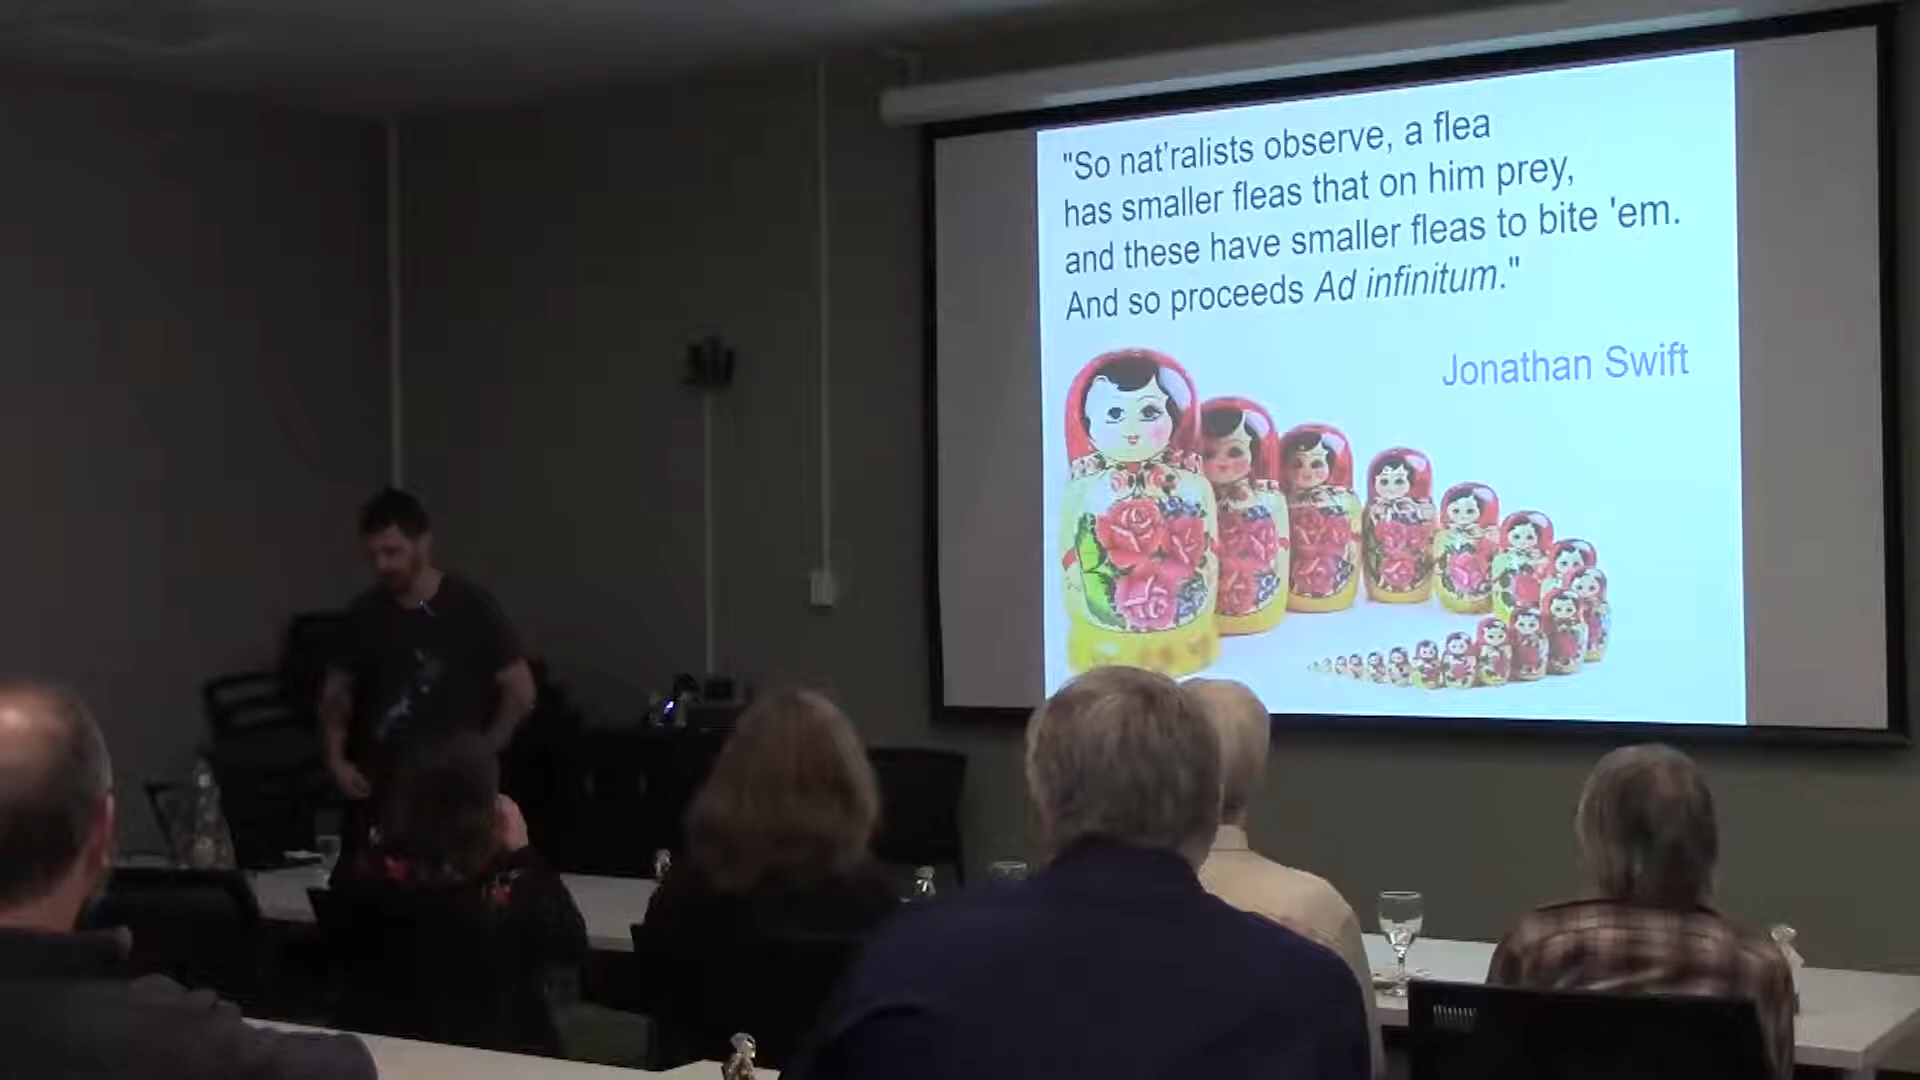 "So nat'ralists observe, a flea
has smaller fleas that on him prey,
and these have smaller fleas to bite 'em.
And so proceeds Ad infinitum."
Jonathan Swift